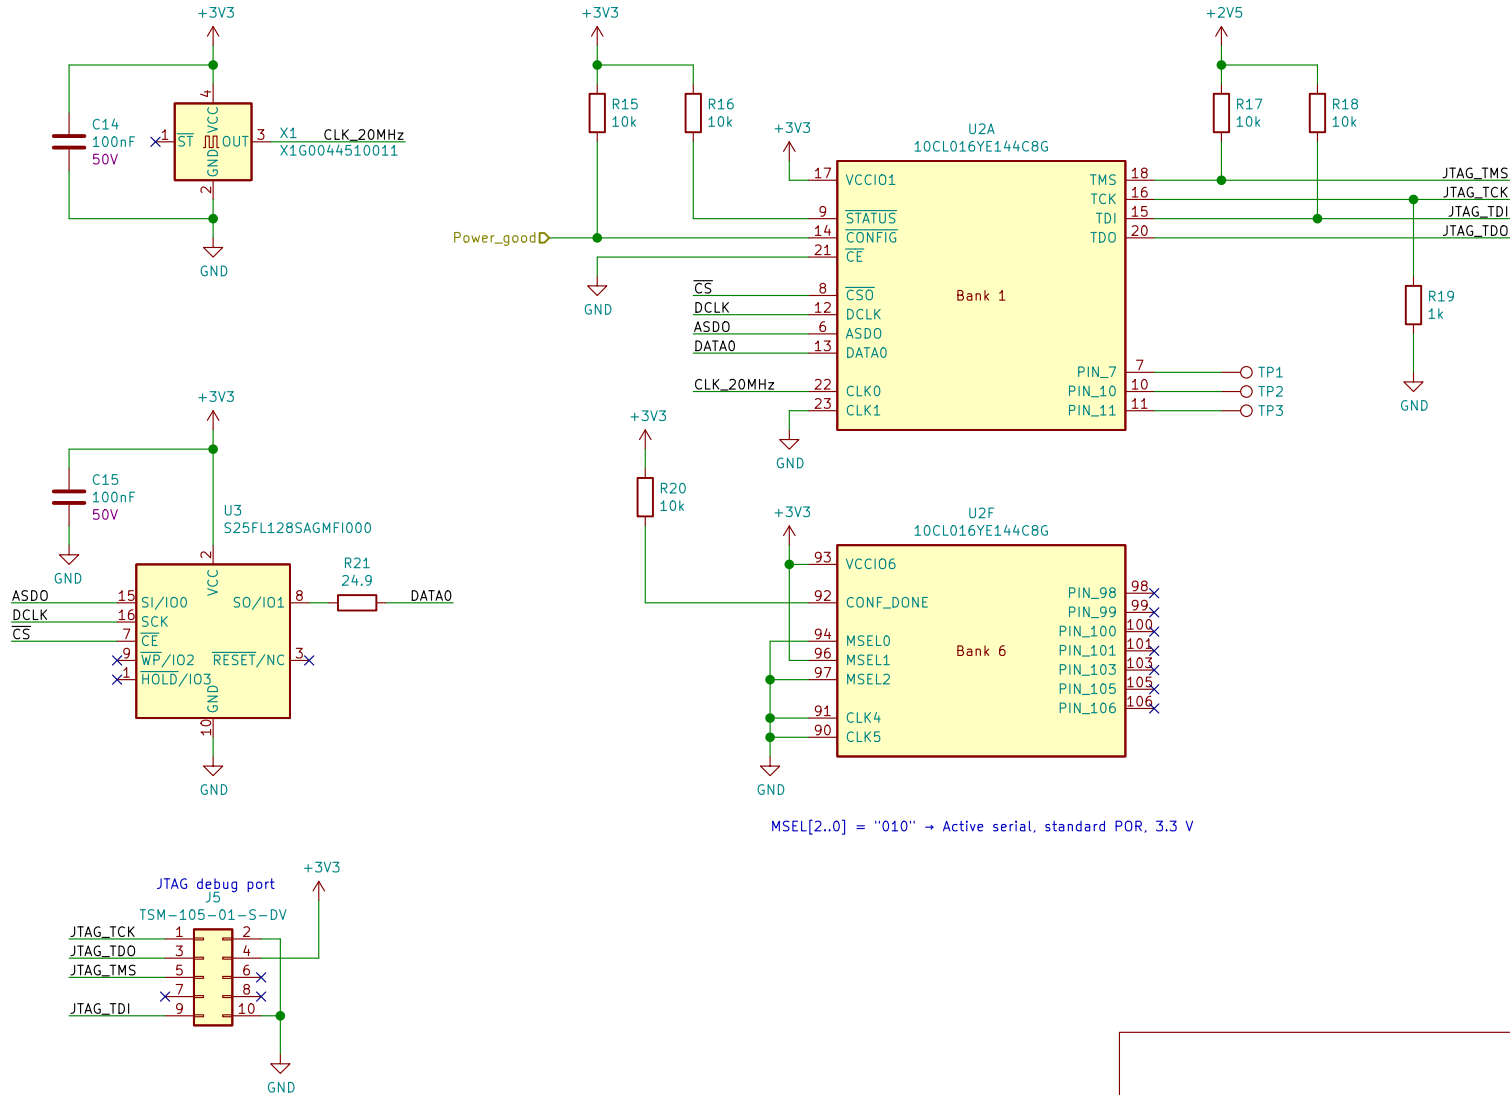 +3V3
C14
100nF
50V
4
VCC
1
ST
OUT
3
GND
2
X1
X1G0044510011
CLK_20MHz
GND
+3V3
R15
10k
R16
10k
Power_good
GND
+3V3
U2A
10CL016YE144C8G
17
VCCIO1
9
STATUS
14
CONFIG
21
CE
8
CSO
12
DCLK
6
ASDO
13
DATA0
22
CLK0
23
CLK1
CS
DCLK
ASDO
DATA0
CLK_20MHz
GND
Bank 1
TMS
18
TCK
16
TDI
15
TDO
20
PIN_7
7
TP1
PIN_10
10
TP2
PIN_11
11
TP3
+2V5
R17
10k
R18
10k
JTAG_TMS
JTAG_TCK
JTAG_TDI
JTAG_TDO
R19
1k
GND
+3V3
C15
100nF
50V
GND
U3
S25FL128SAGMFI000
2
VCC
ASDO
15
SI/IO0
DCLK
16
SCK
CS
7
CE
9
WP/IO2
1
HOLD/IO3
SO/IO1
8
RESET/NC
3
GND
10
GND
R21
24.9
DATA0
+3V3
R20
10k
+3V3
U2F
10CL016YE144C8G
93
VCCIO6
92
CONF_DONE
94
MSEL0
96
MSEL1
97
MSEL2
91
CLK4
90
CLK5
Bank 6
PIN_98
98
PIN_99
99
PIN_100
100
PIN_101
101
PIN_103
103
PIN_105
105
PIN_106
106
GND
MSEL[2..0] = "010" → Active serial, standard POR, 3.3 V
+3V3
JTAG debug port
J5
TSM-105-01-S-DV
JTAG_TCK
1
2
JTAG_TDO
3
4
JTAG_TMS
5
6
7
8
JTAG_TDI
9
10
GND